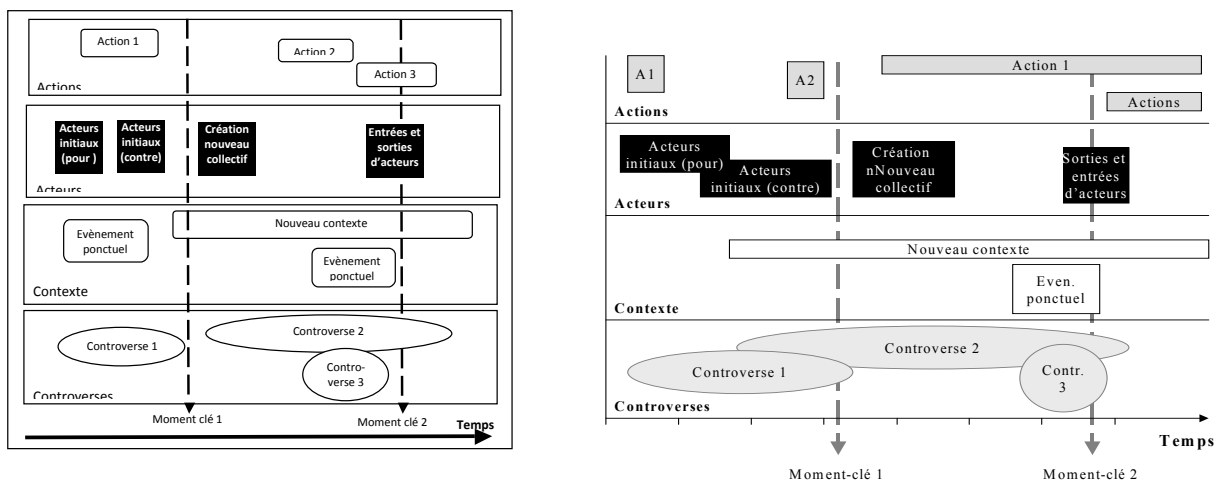 Action 1
Action 2
Action 3
Actions
Acteurs
initiaux
(pour )
Acteurs
initiaux
(contre)
Création
nouveau
collectif
Entrées et
sorties
d'acteurs
Acteurs
Nouveau contexte
Evènement
ponctuel
Evènement
ponctuel
Contexte
Controverse 2
Controverse 1
Contro-
verse 3
Controverses
Moment clé 1
Moment clé 2
Temps
A1
A2
Action 1
Actions
Actions
Acteurs
initiaux (pour)
Acteurs
initiaux (contre)
Création
nNouveau
collectif
Sorties et
entrées
d'acteurs
Acteurs
Nouveau contexte
Even.
ponctuel
Contexte
Controverse 2
Controverse 1
Contr.
3
Controverses
Temps
Moment-clé 1
Moment-clé 2